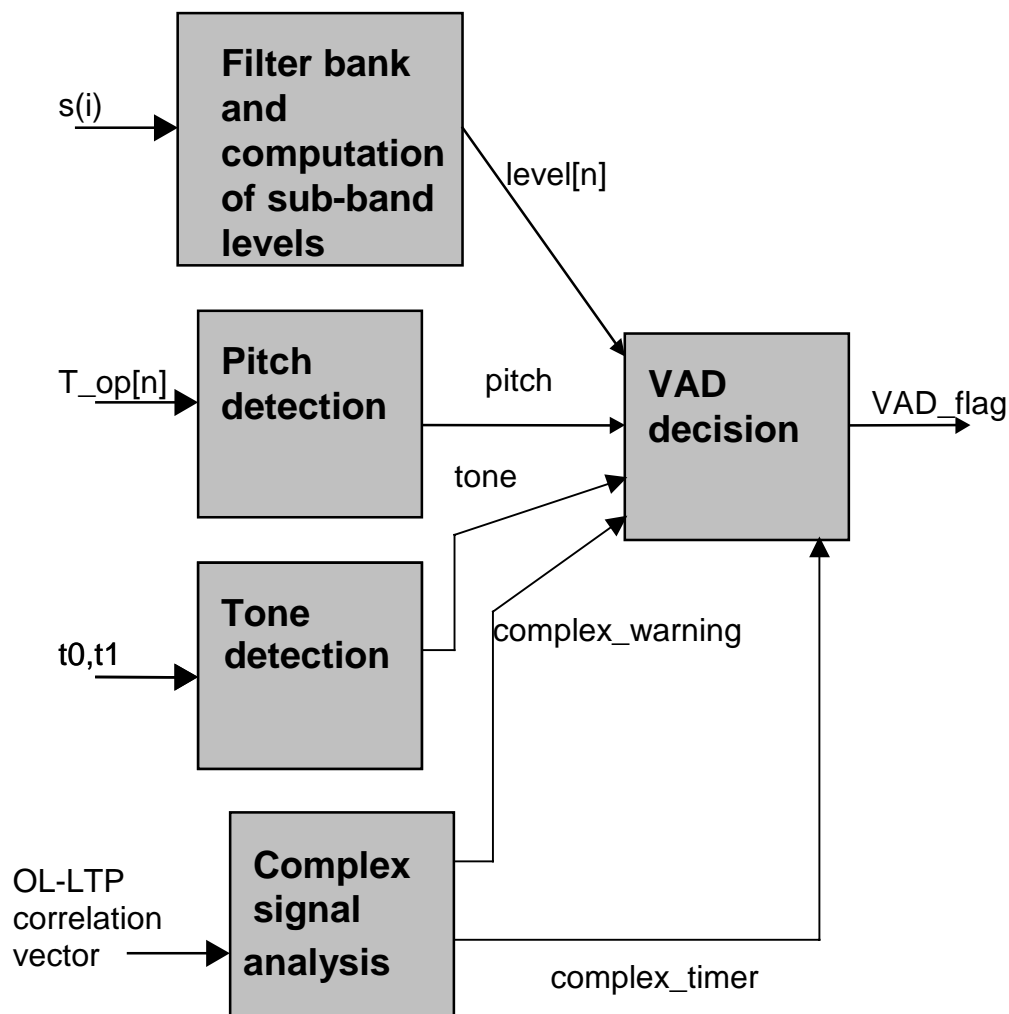 Filter bank
and
computation
of sub-band
levels
s(i)
level[n]
Pitch
detection
T_op[n]
pitch
VAD
decision
VAD_flag
tone
Tone
detection
t0,t1
complex_warning
Complex
signal
analysis
OL-LTP
correlation
vector
complex_timer